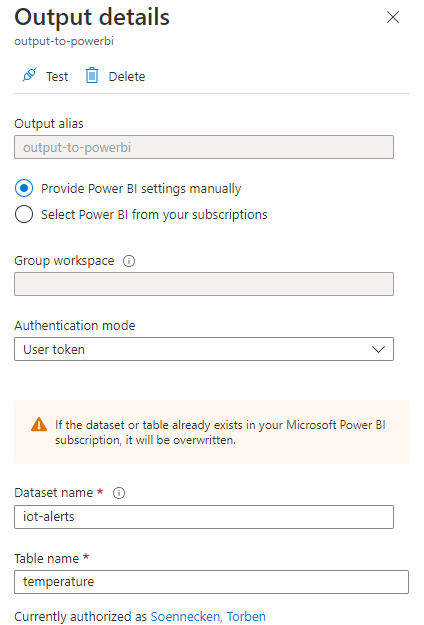 Output details
output-to-powerbi
Test Delete
Output alias
output-to-powerbi
Provide Power BI settings manually
Select Power BI from your subscriptions
Group workspace
Authentication mode
User token
If the dataset or table already exists in your Microsoft Power BI
subscription, it will be overwritten.
Dataset name *
iot-alerts
Table name *
temperature
Currently authorized as Soennecken, Torben